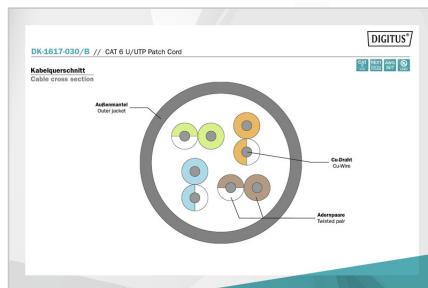 DIGITUS®
DK-1617-030/B // CAT 6 U/UTP Patch Cord
Kabelquerschnitt
Cable cross section
Außenmantel
Outer jacket
Cu-Draht
Cu-Wire
Adernpaare
Twisted pair